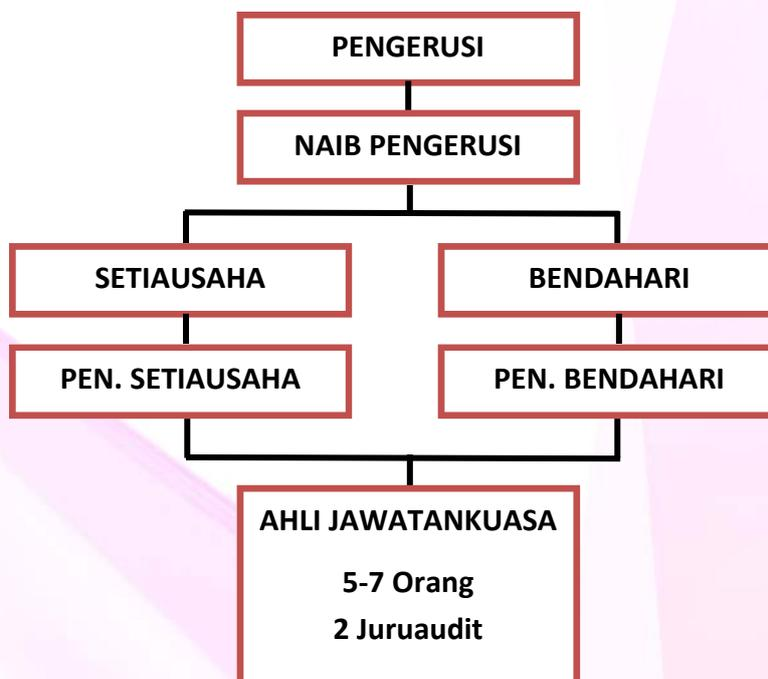 PENGERUSI
NAIB PENGERUSI
SETIAUSAHA
BENDAHARI
PEN. SETIAUSAHA
PEN. BENDAHARI
AHLI JAWATANKUASA
5-7 Orang
2 Juruaudit